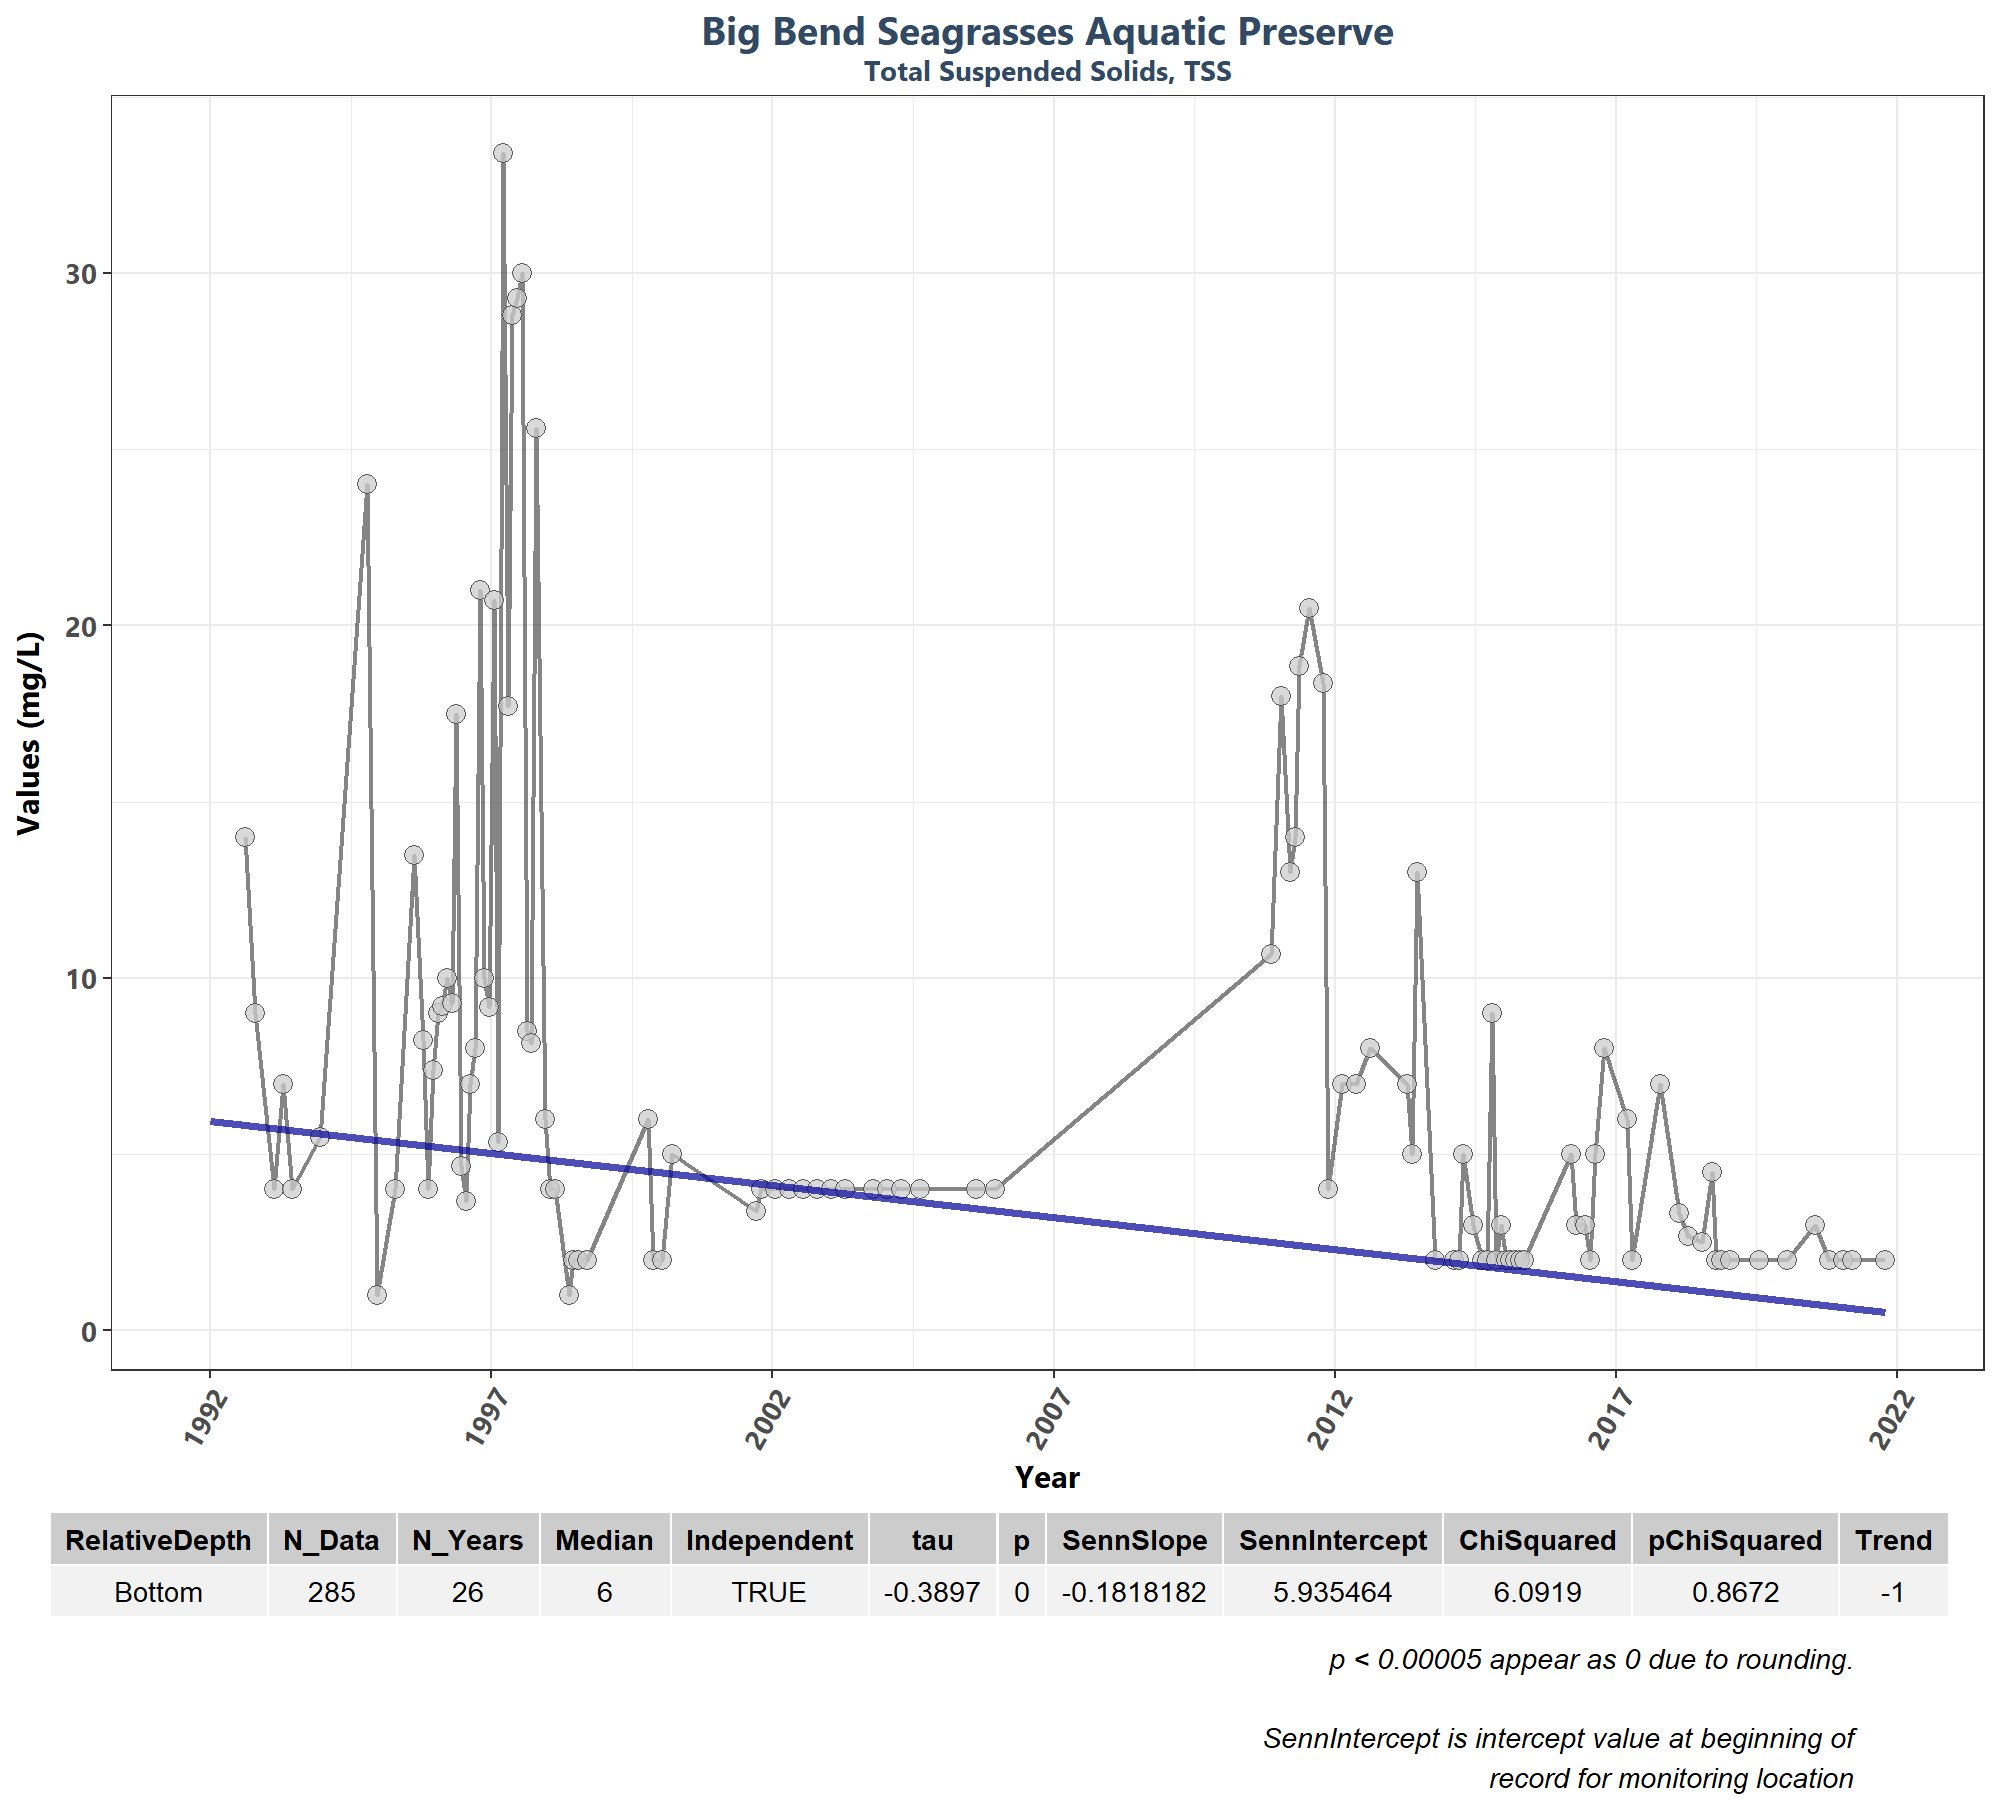 Big Bend Seagrasses Aquatic Preserve
Total Suspended Solids, TSS
Values (mg/L)
30
20
10
0
1992 1997 2002 2007 2012 2017 2022
Year
RelativeDepth N_Data N_Years Median Independent tau p SennSlope SennIntercept ChiSquared pChiSquared Trend
Bottom 285 26 6 TRUE -0.3897 0 -0.1818182 5.935464 6.0919 0.8672 -1
p < 0.00005 appear as 0 due to rounding.
SennIntercept is intercept value at beginning of
record for monitoring location